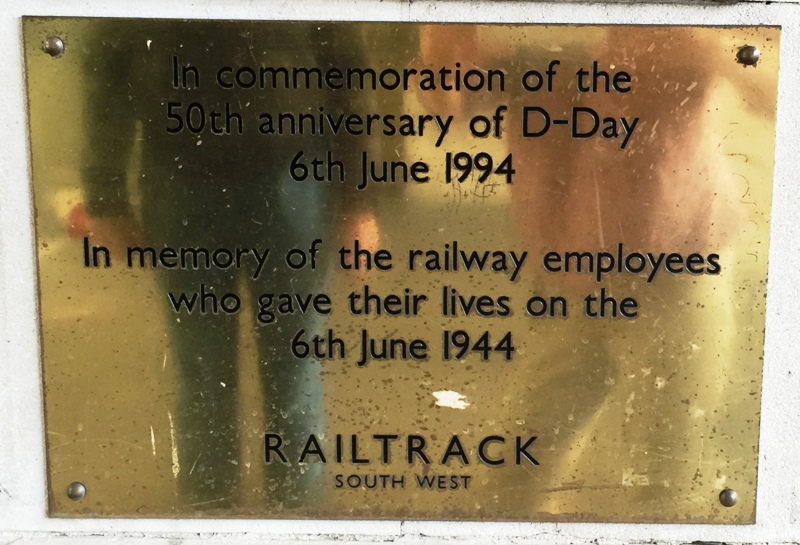 In commemoration of the
50th anniversary of D-Day
6th June 1994
In memory of the railway employees
who gave their lives on the
6th June 1944
RAILTRACK
SOUTH WEST